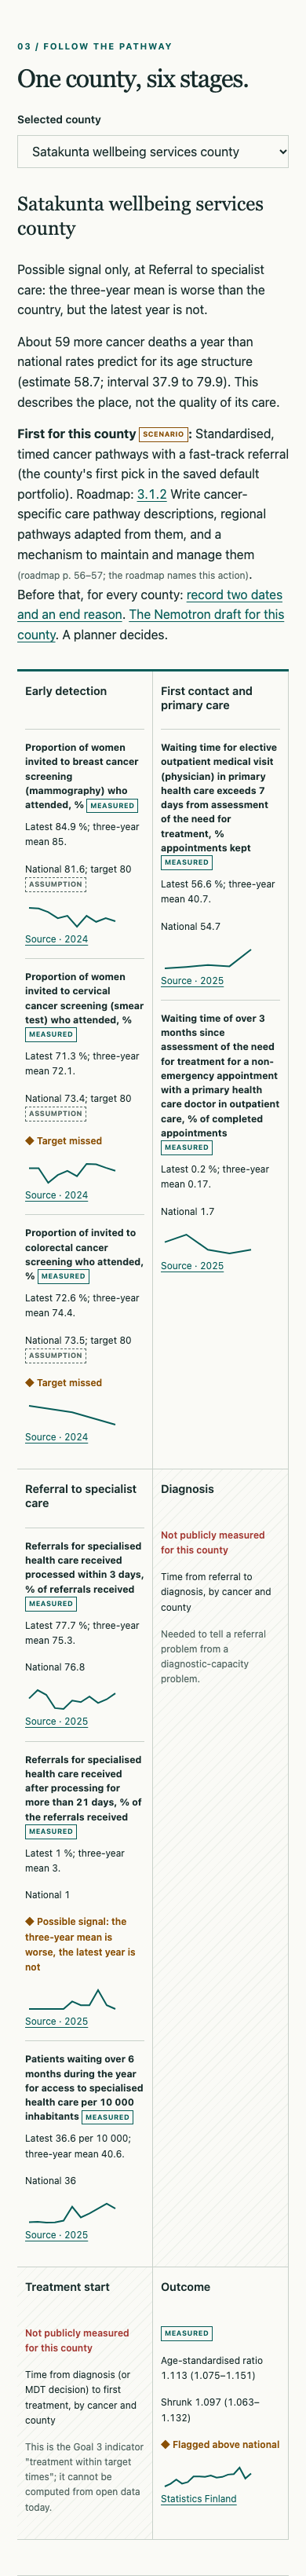 03 / FOLLOW THE PATHWAY
One county, six stages.
Selected county
Satakunta wellbeing services county
Satakunta wellbeing services
county
Possible signal only, at Referral to specialist
care: the three-year mean is worse than the
country, but the latest year is not.
About 59 more cancer deaths a year than
national rates predict for its age structure
(estimate 58.7; interval 37.9 to 79.9). This
describes the place, not the quality of its care.
First for this county SCENARIO: Standardised,
timed cancer pathways with a fast-track referral
(the county's first pick in the saved default
portfolio). Roadmap: 3.1.2 Write cancer-
specific care pathway descriptions, regional
pathways adapted from them, and a
mechanism to maintain and manage them
(roadmap p. 56–57; the roadmap names this action).
Before that, for every county: record two dates
and an end reason. The Nemotron draft for this
county. A planner decides.
Early detection
Proportion of women
invited to breast cancer
screening
(mammography) who
attended, % MEASURED
Latest 84.9 %; three-year
mean 85.
National 81.6; target 80
ASSUMPTION
Source · 2024
Proportion of women
invited to cervical
cancer screening (smear
test) who attended, %
MEASURED
Latest 71.3 %; three-year
mean 72.1.
National 73.4; target 80
ASSUMPTION
◆ Target missed
Source · 2024
Proportion of invited to
colorectal cancer
screening who attended,
% MEASURED
Latest 72.6 %; three-year
mean 74.4.
National 73.5; target 80
ASSUMPTION
◆ Target missed
Source · 2024
First contact and
primary care
Waiting time for elective
outpatient medical visit
(physician) in primary
health care exceeds 7
days from assessment
of the need for
treatment, %
appointments kept
MEASURED
Latest 56.6 %; three-year
mean 40.7.
National 54.7
Source · 2025
Waiting time of over 3
months since
assessment of the need
for treatment for a non-
emergency appointment
with a primary health
care doctor in outpatient
care, % of completed
appointments
MEASURED
Latest 0.2 %; three-year
mean 0.17.
National 1.7
Source · 2025
Referral to specialist
care
Referrals for specialised
health care received
processed within 3 days,
% of referrals received
MEASURED
Latest 77.7 %; three-year
mean 75.3.
National 76.8
Source · 2025
Referrals for specialised
health care received
after processing for
more than 21 days, % of
the referrals received
MEASURED
Latest 1 %; three-year
mean 3.
National 1
◆ Possible signal: the
three-year mean is
worse, the latest year is
not
Source · 2025
Patients waiting over 6
months during the year
for access to specialised
health care per 10 000
inhabitants MEASURED
Latest 36.6 per 10 000;
three-year mean 40.6.
National 36
Source · 2025
Diagnosis
Not publicly measured
for this county
Time from referral to
diagnosis, by cancer and
county
Needed to tell a referral
problem from a
diagnostic-capacity
problem.
Treatment start
Not publicly measured
for this county
Time from diagnosis (or
MDT decision) to first
treatment, by cancer and
county
This is the Goal 3 indicator
"treatment within target
times"; it cannot be
computed from open data
today.
Outcome
MEASURED
Age-standardised ratio
1.113 (1.075–1.151)
Shrunk 1.097 (1.063–
1.132)
◆ Flagged above national
Statistics Finland